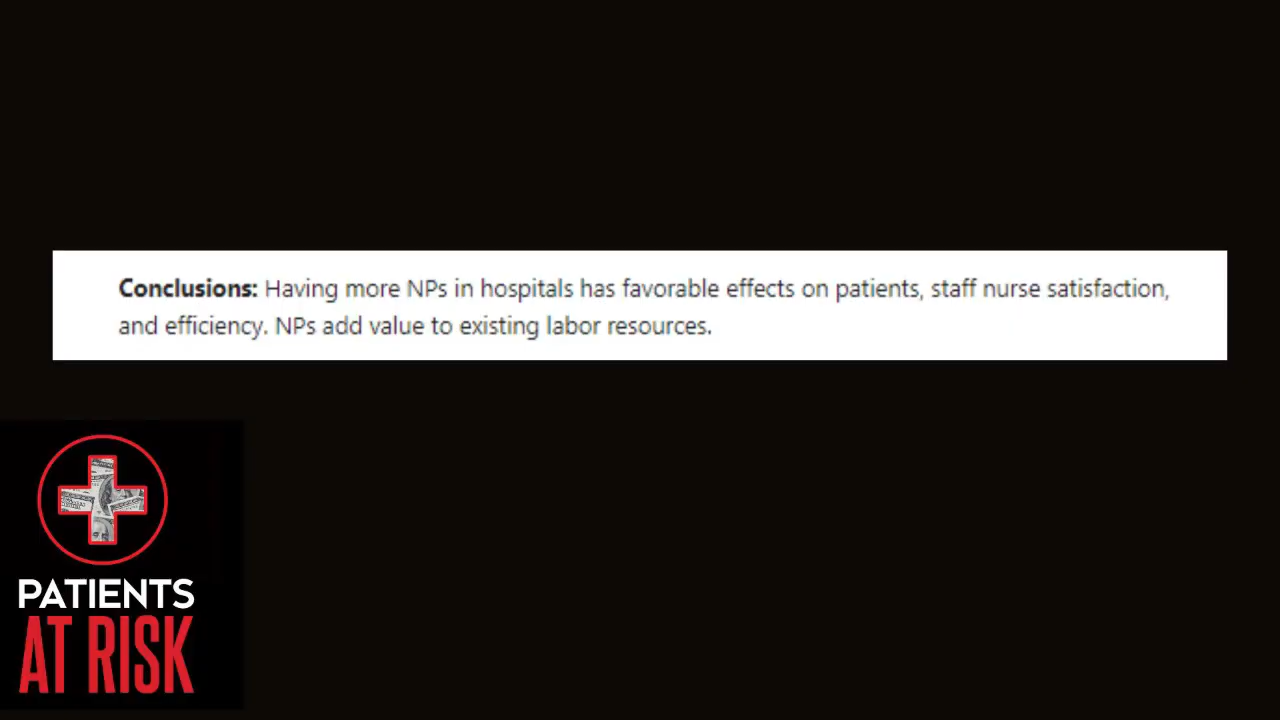 Conclusions: Having more NPs in hospitals has favorable effects on patients, staff nurse satisfaction,
and efficiency. NPs add value to existing labor resources.
PATIENTS
AT RISK